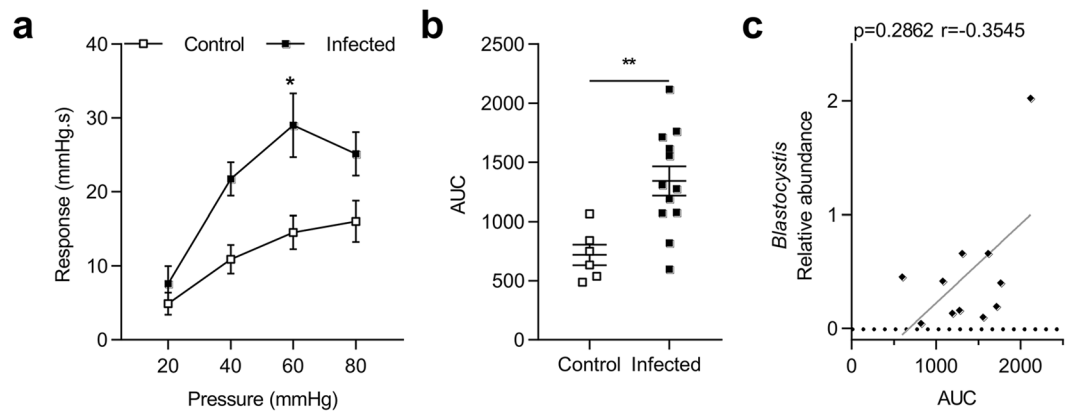 a
Control
Infected
40
30
20
10
0
Response (mmHg.s)
*
20 40 60 80
Pressure (mmHg)
b
2500
2000
1500
1000
500
0
AUC
**
Control Infected
c
p=0.2862 r=-0.3545
2
1
0
Blastocystis
Relative abundance
0 1000 2000
AUC